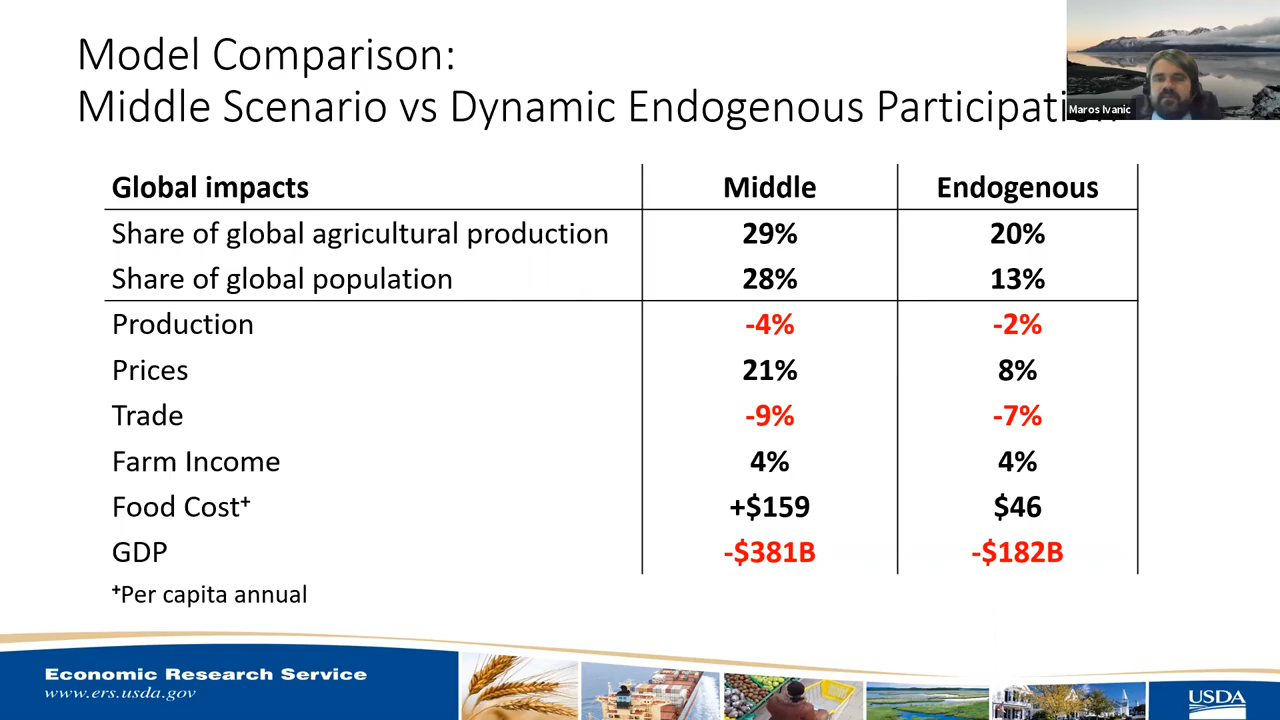 Model Comparison:
Middle Scenario vs Dynamic Endogenous Participation
Maros Ivanic
Global impacts Middle Endogenous
Share of global agricultural production 29% 20%
Share of global population 28% 13%
Production -4% -2%
Prices 21% 8%
Trade -9% -7%
Farm Income 4% 4%
Food Cost⁺ +$159 $46
GDP -$381B -$182B
⁺Per capita annual
Economic Research Service
www.ers.usda.gov
USDA